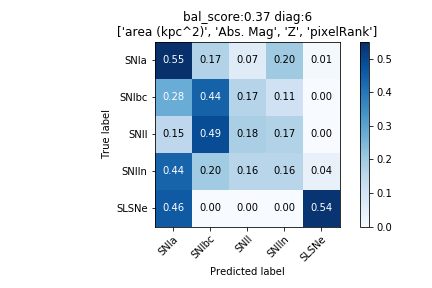 bal_score:0.37 diag:6
['area (kpc^2)', 'Abs. Mag', 'Z', 'pixelRank']
True label
SNIa 0.55 0.17 0.07 0.20 0.01
SNIbc 0.28 0.44 0.17 0.11 0.00
SNII 0.15 0.49 0.18 0.17 0.00
SNIIn 0.44 0.20 0.16 0.16 0.04
SLSNe 0.46 0.00 0.00 0.00 0.54
SNIa SNIbc SNII SNIIn SLSNe
Predicted label
0.5
0.4
0.3
0.2
0.1
0.0